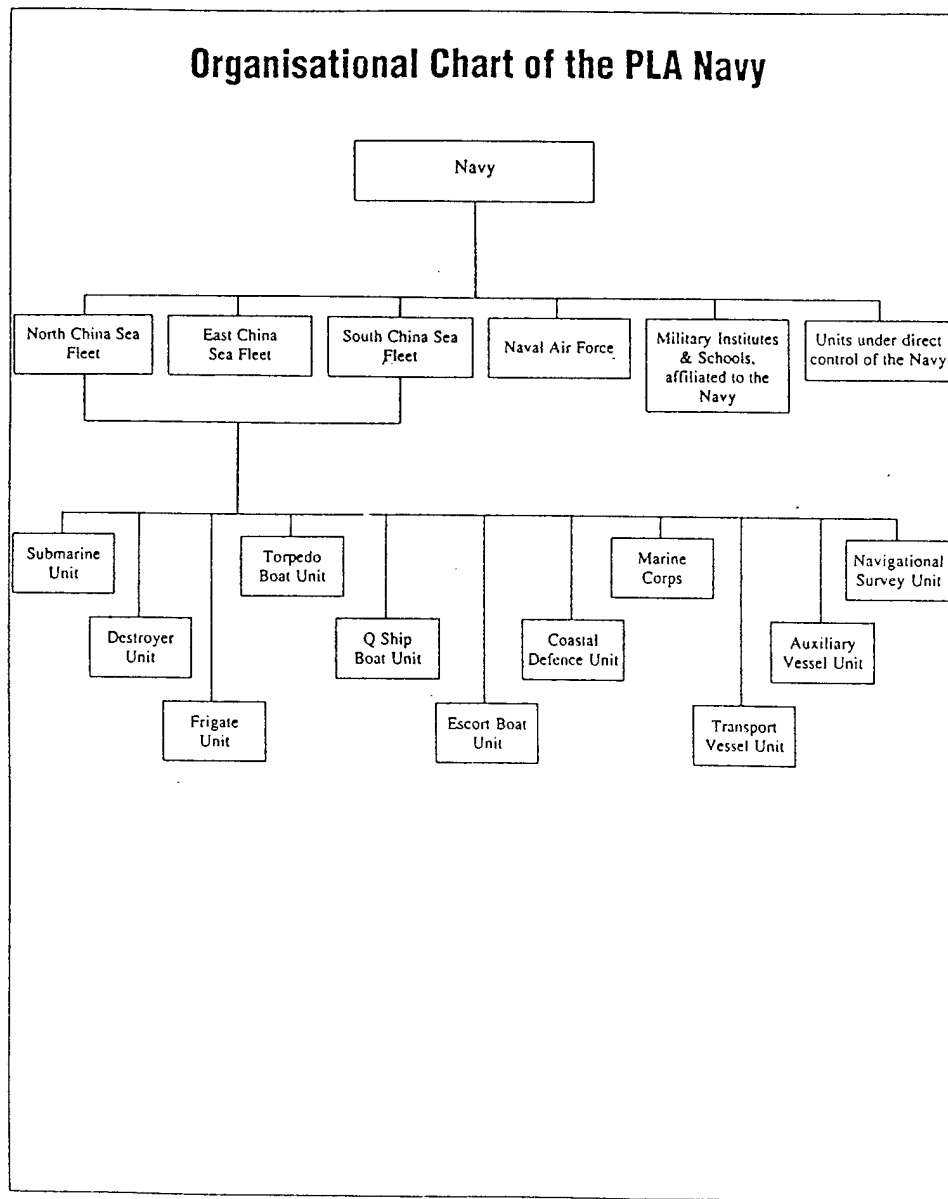 Organisational Chart of the PLA Navy
Navy
North China Sea
Fleet
East China
Sea Fleet
South China Sea
Fleet
Naval Air Force
Military Institutes
& Schools,
affiliated to the
Navy
Units under direct
control of the Navy
Submarine
Unit
Destroyer
Unit
Frigate
Unit
Torpedo
Boat Unit
Q Ship
Boat Unit
Escort Boat
Unit
Coastal
Defence Unit
Marine
Corps
Transport
Vessel Unit
Auxiliary
Vessel Unit
Navigational
Survey Unit